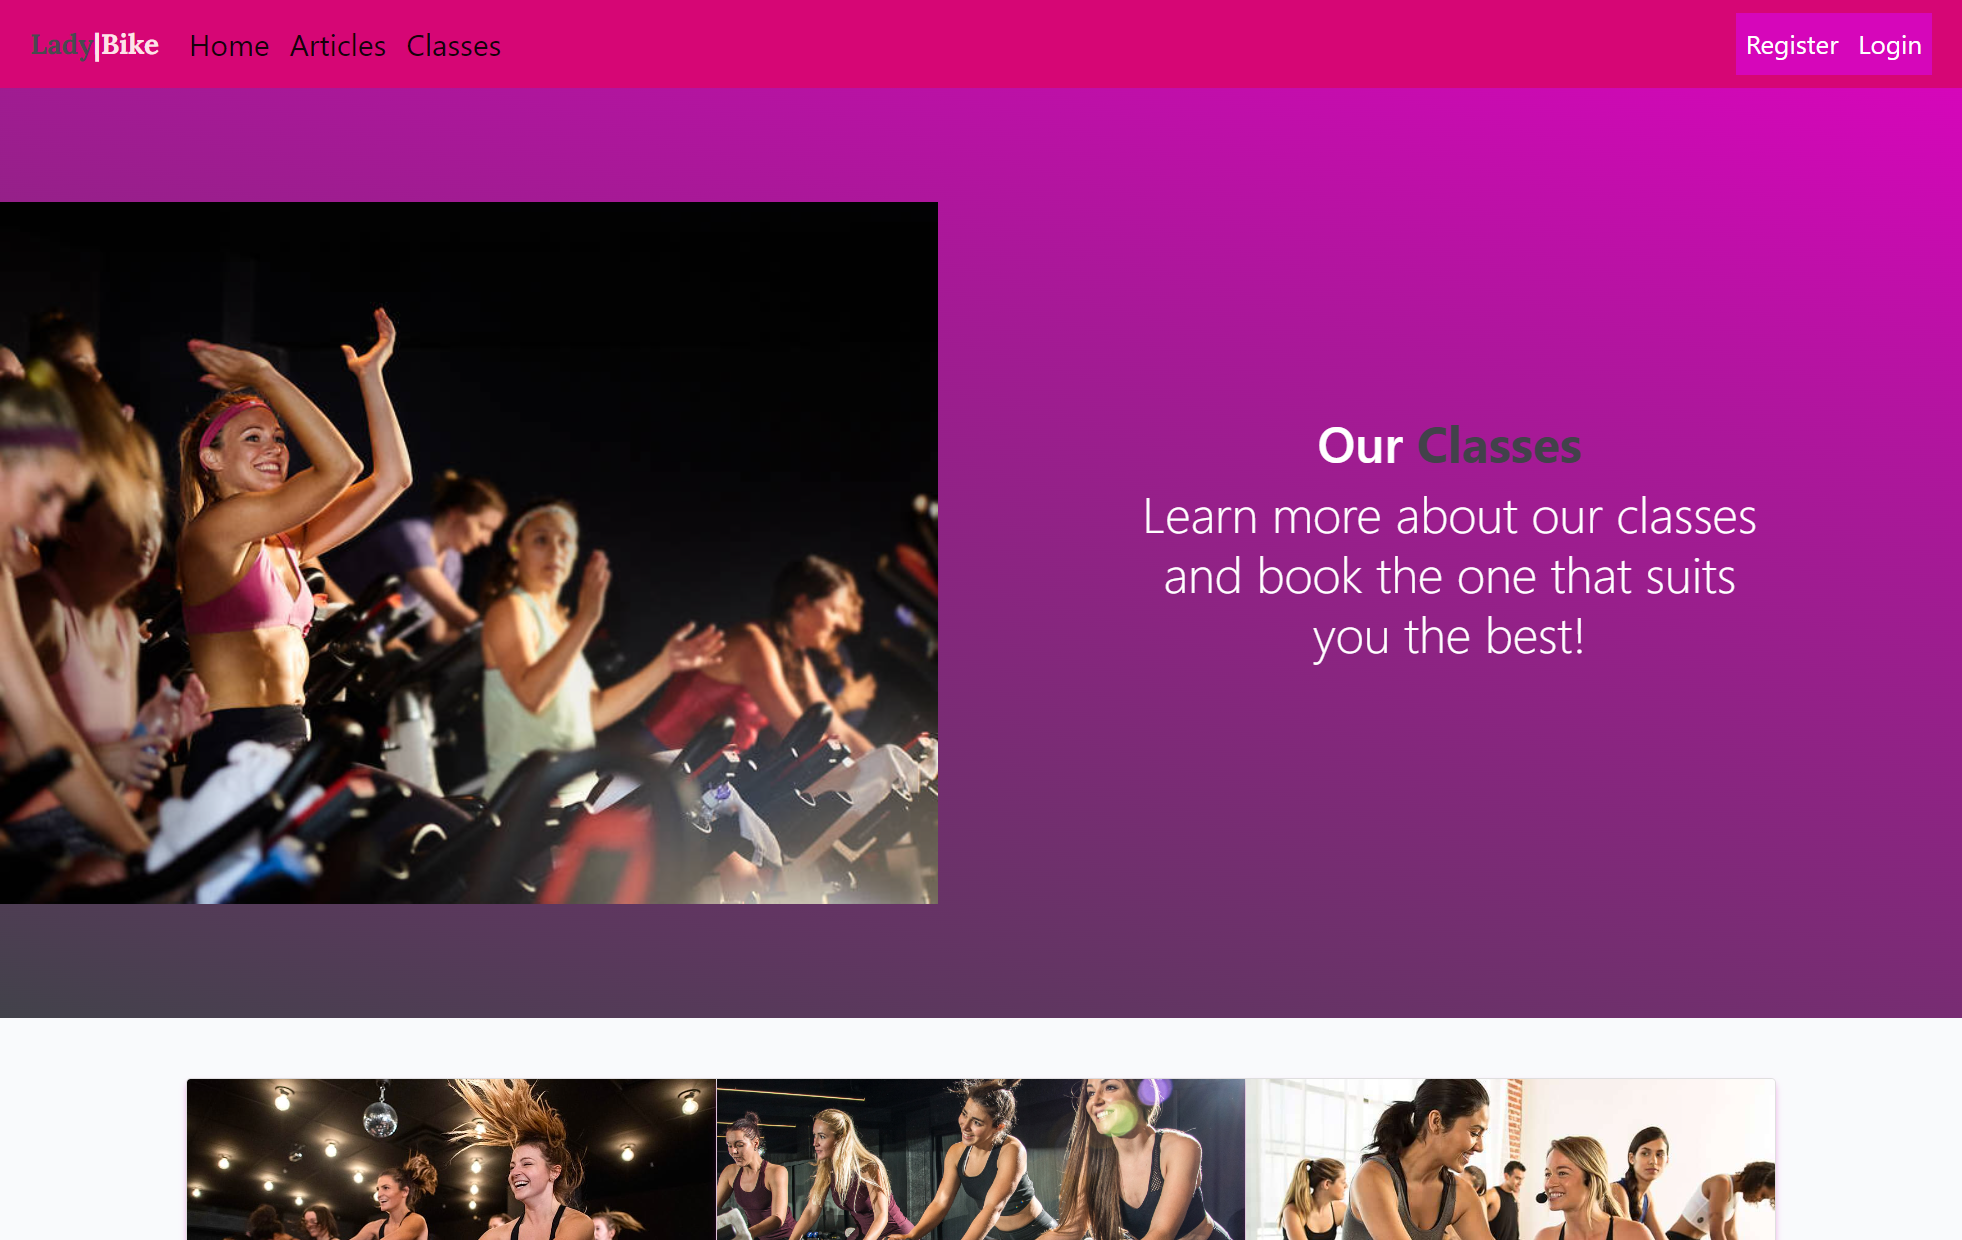 Lady|Bike Home Articles Classes Register Login
Our Classes
Learn more about our classes
and book the one that suits
you the best!